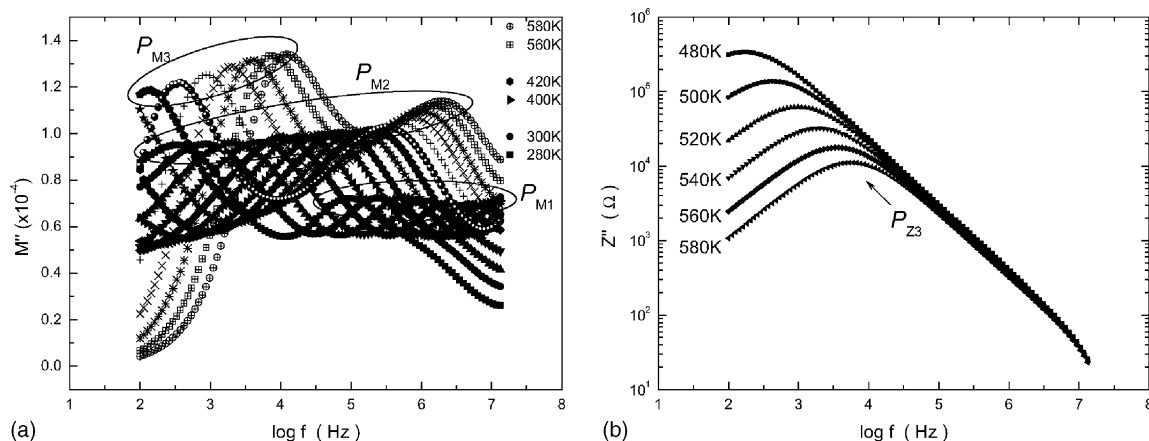 P_M3
P_M2
P_M1
580K
560K
420K
400K
300K
280K
1.4
1.2
1.0
0.8
0.6
0.4
0.2
0.0
M'' (x10⁻⁴)
1 2 3 4 5 6 7 8
log f ( Hz )
(a)
10⁶
10⁵
10⁴
10³
10²
10¹
Z'' ( Ω )
480K
500K
520K
540K
560K
580K
P_Z3
1 2 3 4 5 6 7 8
log f ( Hz )
(b)